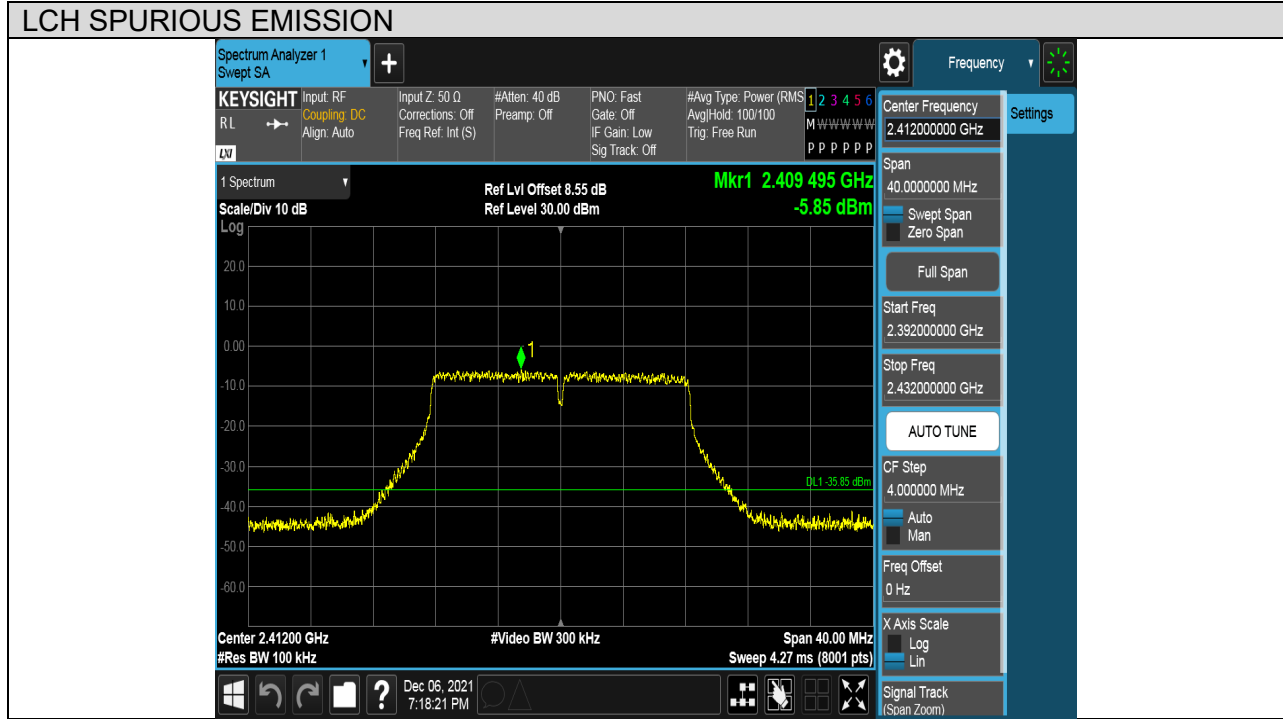 LCH SPURIOUS EMISSION
Spectrum Analyzer 1
Swept SA
+
Frequency
KEYSIGHT
RL
LXI
Input: RF
Coupling: DC
Align: Auto
Input Z: 50 Ω
Corrections: Off
Freq Ref: Int (S)
#Atten: 40 dB
Preamp: Off
PNO: Fast
Gate: Off
IF Gain: Low
Sig Track: Off
#Avg Type: Power (RMS
Avg|Hold: 100/100
Trig: Free Run
1 2 3 4 5 6
M W W W W W
P P P P P P
1 Spectrum
Scale/Div 10 dB
Log
Ref Lvl Offset 8.55 dB
Ref Level 30.00 dBm
Mkr1 2.409 495 GHz
-5.85 dBm
20.0
10.0
0.00
-10.0
-20.0
-30.0
-40.0
-50.0
-60.0
1
DL1 -35.85 dBm
Center 2.41200 GHz
#Res BW 100 kHz
#Video BW 300 kHz
Span 40.00 MHz
Sweep 4.27 ms (8001 pts)
Center Frequency
2.412000000 GHz
Settings
Span
40.0000000 MHz
Swept Span
Zero Span
Full Span
Start Freq
2.392000000 GHz
Stop Freq
2.432000000 GHz
AUTO TUNE
CF Step
4.000000 MHz
Auto
Man
Freq Offset
0 Hz
X Axis Scale
Log
Lin
Signal Track
(Span Zoom)
?
Dec 06, 2021
7:18:21 PM